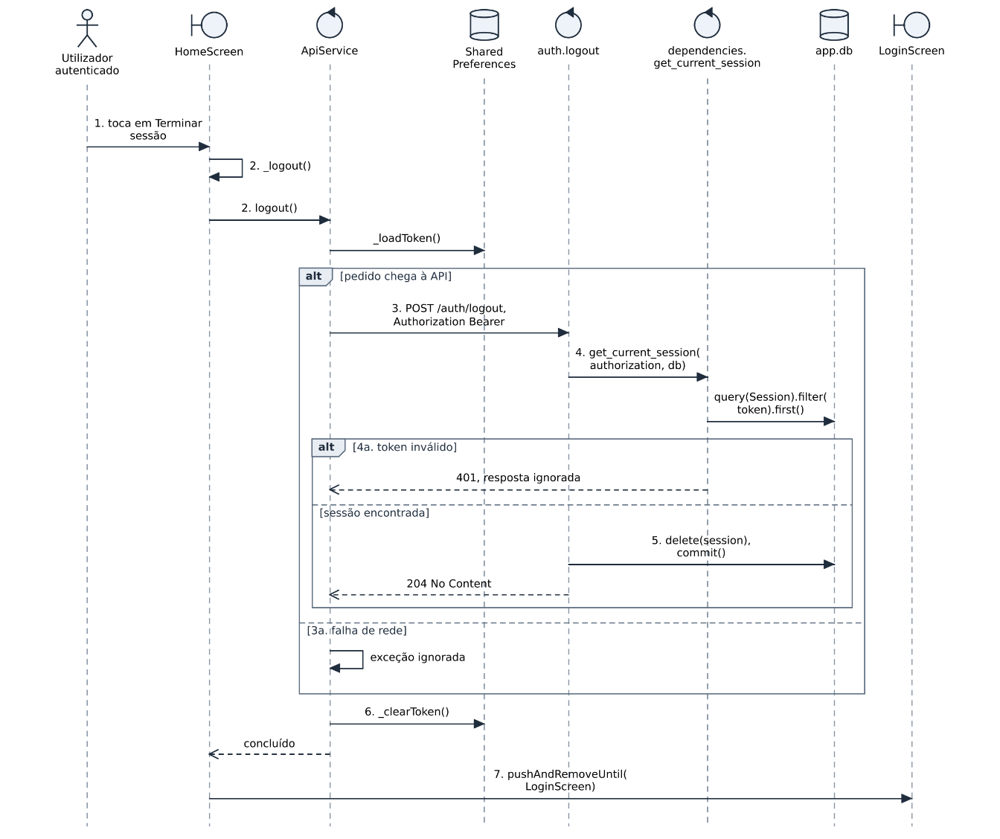 Utilizador
autenticado
HomeScreen
ApiService
Shared
Preferences
auth.logout
dependencies.
get_current_session
app.db
LoginScreen
1. toca em Terminar
sessão
2. _logout()
2. logout()
_loadToken()
alt [pedido chega à API]
3. POST /auth/logout,
Authorization Bearer
4. get_current_session(
authorization, db)
query(Session).filter(
token).first()
alt [4a. token inválido]
401, resposta ignorada
[sessão encontrada]
5. delete(session),
commit()
204 No Content
[3a. falha de rede]
exceção ignorada
6. _clearToken()
concluído
7. pushAndRemoveUntil(
LoginScreen)